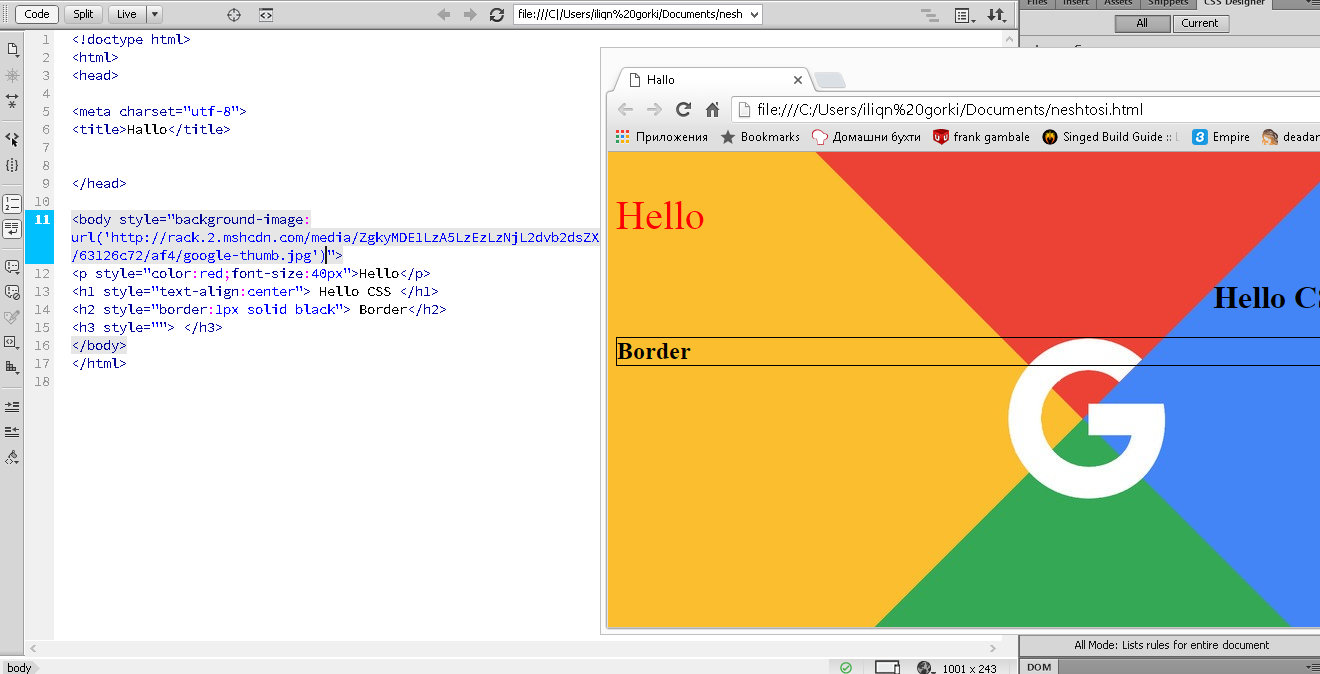 Code Split Live file:///C|/Users/iliqn%20gorki/Documents/nesh
Files Insert Assets Snippets CSS Designer
All Current
1 <!doctype html>
2 <html>
3 <head>
4
5 <meta charset="utf-8">
6 <title>Hallo</title>
7
8
9 </head>
10
11 <body style="background-image:
url('http://rack.2.mshcdn.com/media/ZgkyMDE1LzA5LzEzLzNjL2dvb2dsZX
/63126c72/af4/google-thumb.jpg')">
12 <p style="color:red;font-size:40px">Hello</p>
13 <h1 style="text-align:center"> Hello CSS </h1>
14 <h2 style="border:1px solid black"> Border</h2>
15 <h3 style=""> </h3>
16 </body>
17 </html>
18
Hallo
file:///C:/Users/iliqn%20gorki/Documents/neshtosi.html
Приложения Bookmarks Домашни бухти frank gambale Singed Build Guide :: Empire deadar
Hello
Hello CS
Border
All Mode: Lists rules for entire document
body 1001 x 243 DOM